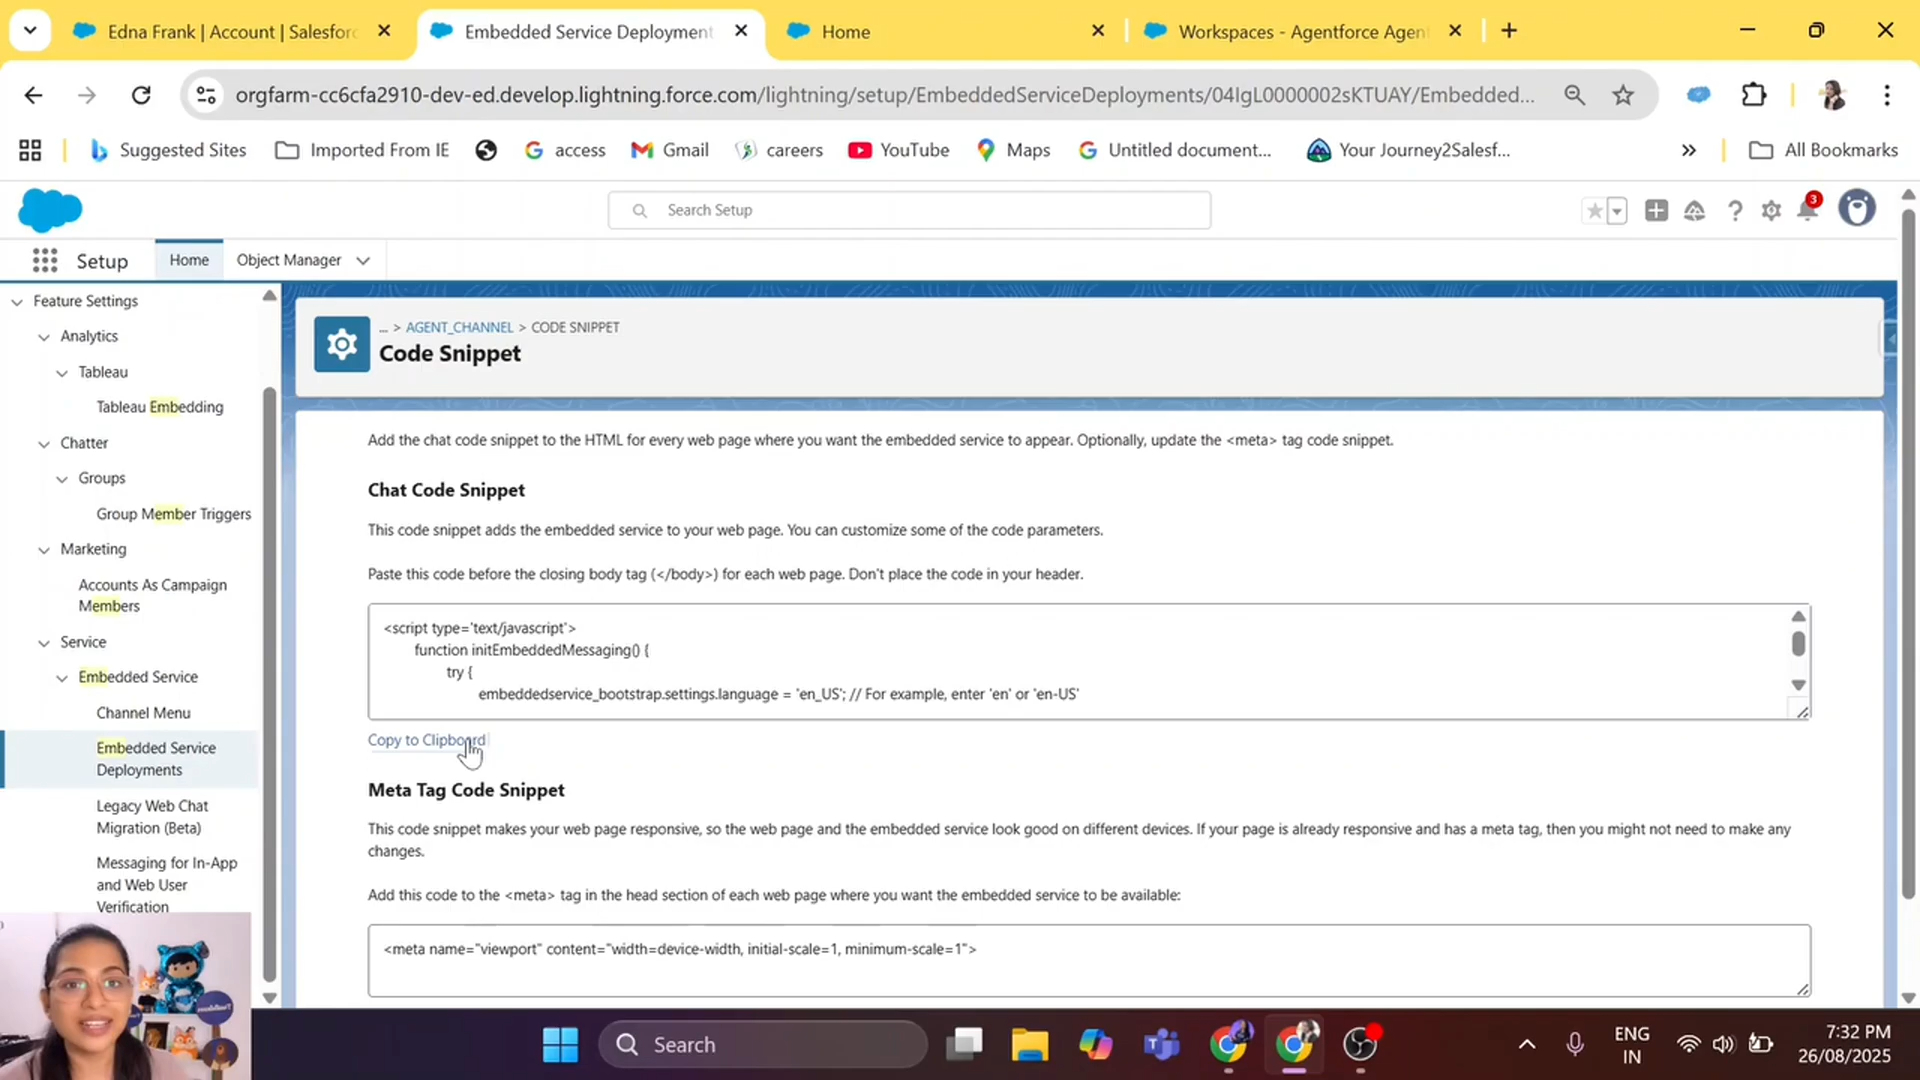 Edna Frank | Account | Salesforc
Embedded Service Deployment
Home
Workspaces - Agentforce Agen
orgfarm-cc6cfa2910-dev-ed.develop.lightning.force.com/lightning/setup/EmbeddedServiceDeployments/04IgL0000002sKTUAY/Embedded...
Suggested Sites
Imported From IE
access
Gmail
careers
YouTube
Maps
Untitled document...
Your Journey2Salesf...
»
All Bookmarks
Search Setup
3
Setup
Home
Object Manager
Feature Settings
Analytics
Tableau
Tableau Embedding
Chatter
Groups
Group Member Triggers
Marketing
Accounts As Campaign
Members
Service
Embedded Service
Channel Menu
Embedded Service
Deployments
Legacy Web Chat
Migration (Beta)
Messaging for In-App
and Web User
Verification
... > AGENT_CHANNEL > CODE SNIPPET
Code Snippet
Add the chat code snippet to the HTML for every web page where you want the embedded service to appear. Optionally, update the <meta> tag code snippet.
Chat Code Snippet
This code snippet adds the embedded service to your web page. You can customize some of the code parameters.
Paste this code before the closing body tag (</body>) for each web page. Don't place the code in your header.
<script type='text/javascript'>
function initEmbeddedMessaging() {
try {
embeddedservice_bootstrap.settings.language = 'en_US'; // For example, enter 'en' or 'en-US'
Copy to Clipboard
Meta Tag Code Snippet
This code snippet makes your web page responsive, so the web page and the embedded service look good on different devices. If your page is already responsive and has a meta tag, then you might not need to make any
changes.
Add this code to the <meta> tag in the head section of each web page where you want the embedded service to be available:
<meta name="viewport" content="width=device-width, initial-scale=1, minimum-scale=1">
Search
ENG
IN
7:32 PM
26/08/2025